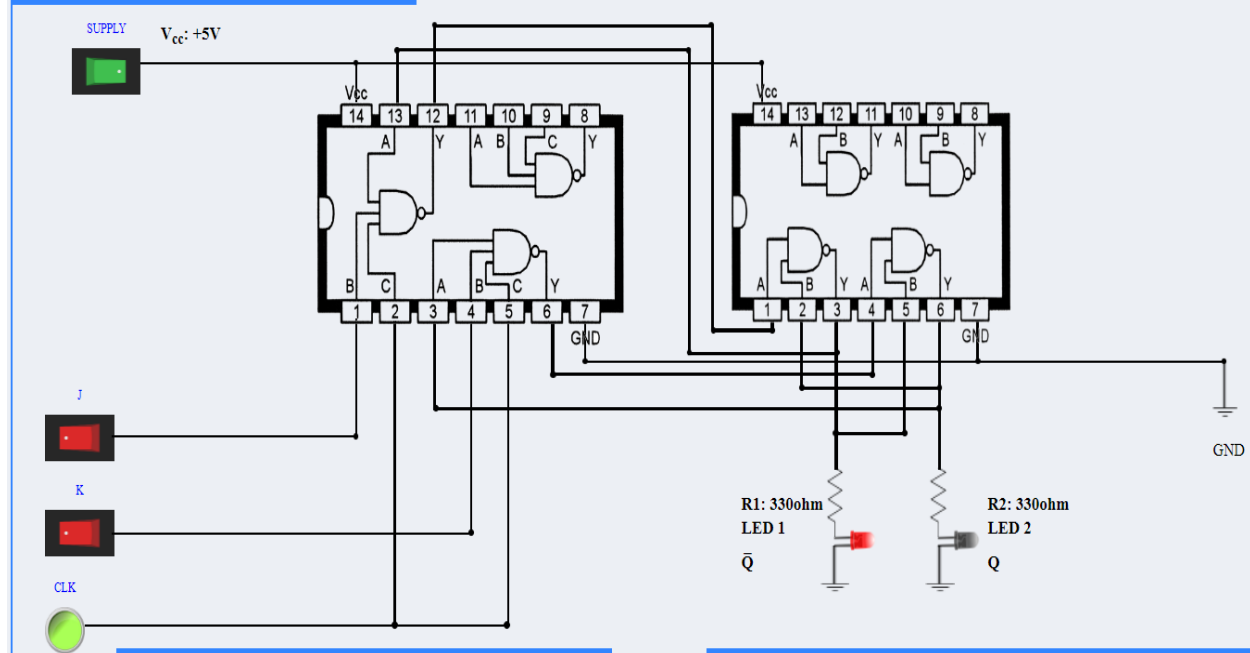 SUPPLY
V_CC: +5V
Vcc
14 13 12 11 10 9 8
A Y A B C Y
B C A B C Y
1 2 3 4 5 6 7
GND
Vcc
14 13 12 11 10 9 8
A B Y A B Y
A B Y A B Y
1 2 3 4 5 6 7
GND
J
K
CLK
R1: 330ohm
LED 1
Q̄
R2: 330ohm
LED 2
Q
GND